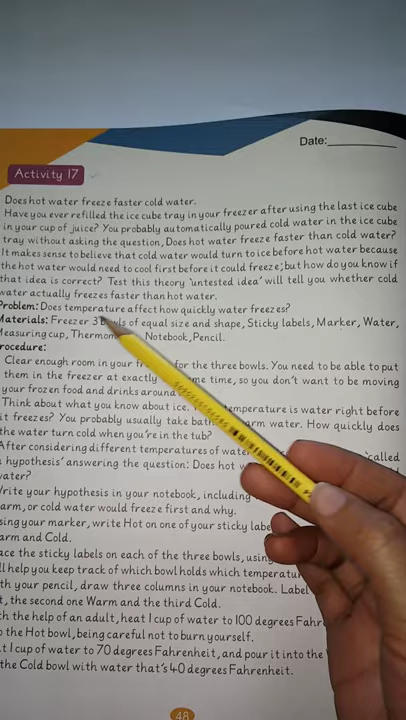 Date:
Activity 17
Does hot water freeze faster cold water.
Have you ever refilled the ice cube tray in your freezer after using the last ice cube
in your cup of juice? You probably automatically poured cold water in the ice cube
tray without asking the question, Does hot water freeze faster than cold water?
It makes sense to believe that cold water would turn to ice before hot water because
the hot water would need to cool first before it could freeze; but how do you know if
that idea is correct? Test this theory 'untested idea' will tell you whether cold
water actually freezes faster than hot water.
Problem: Does temperature affect how quickly water freezes?
Materials: Freezer 3 bowls of equal size and shape, Sticky labels, Marker, Water,
Measuring cup, Thermom Notebook, Pencil.
rocedure:
Clear enough room in your fr for the three bowls. You need to be able to put
them in the freezer at exactly me time, so you don't want to be moving
your frozen food and drinks around
Think about what you know about ice. temperature is water right before
it freezes? You probably usually take bath rm water. How quickly does
the water turn cold when you're in the tub?
After considering different temperatures of wate 'called
hypothesis' answering the question: Does hot w d
water?
Write your hypothesis in your notebook, including
arm, or cold water would freeze first and why.
sing your marker, write Hot on one of your sticky labe
arm and Cold.
ace the sticky labels on each of the three bowls, using
ll help you keep track of which bowl holds which temperatur
th your pencil, draw three columns in your notebook. Label
t, the second one Warm and the third Cold.
th the help of an adult, heat 1 cup of water to 100 degrees Fahr
o the Hot bowl, being careful not to burn yourself.
at 1 cup of water to 70 degrees Fahrenheit, and pour it into the
the Cold bowl with water that's 40 degrees Fahrenheit.
48